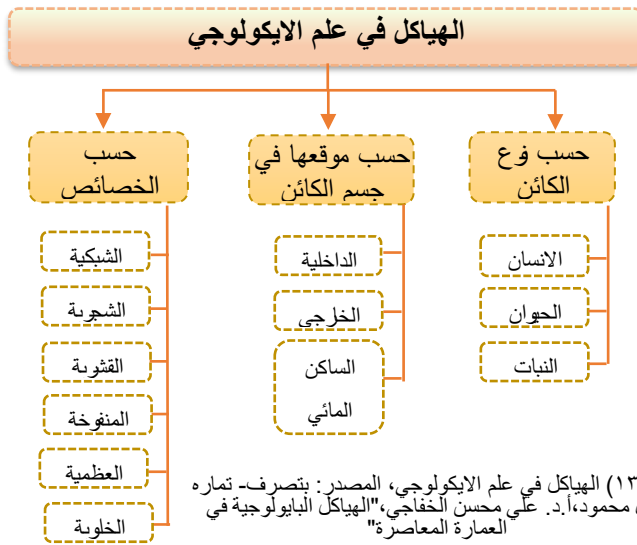 الهياكل في علم الايكولوجي
حسب نوع
الكائن
الانسان
الحيوان
النبات
حسب موقعها في
جسم الكائن
الداخلية
الخارجي
الساكن
المائي
حسب
الخصائص
الشبكية
الشجرية
القشرية
المنفوخة
العظمية
الخلوية
١٣) الهياكل في علم الايكولوجي، المصدر: بتصرف- تماره
محمود،أ.د. علي محسن الخفاجي،"الهياكل البايولوجية في
العمارة المعاصرة"